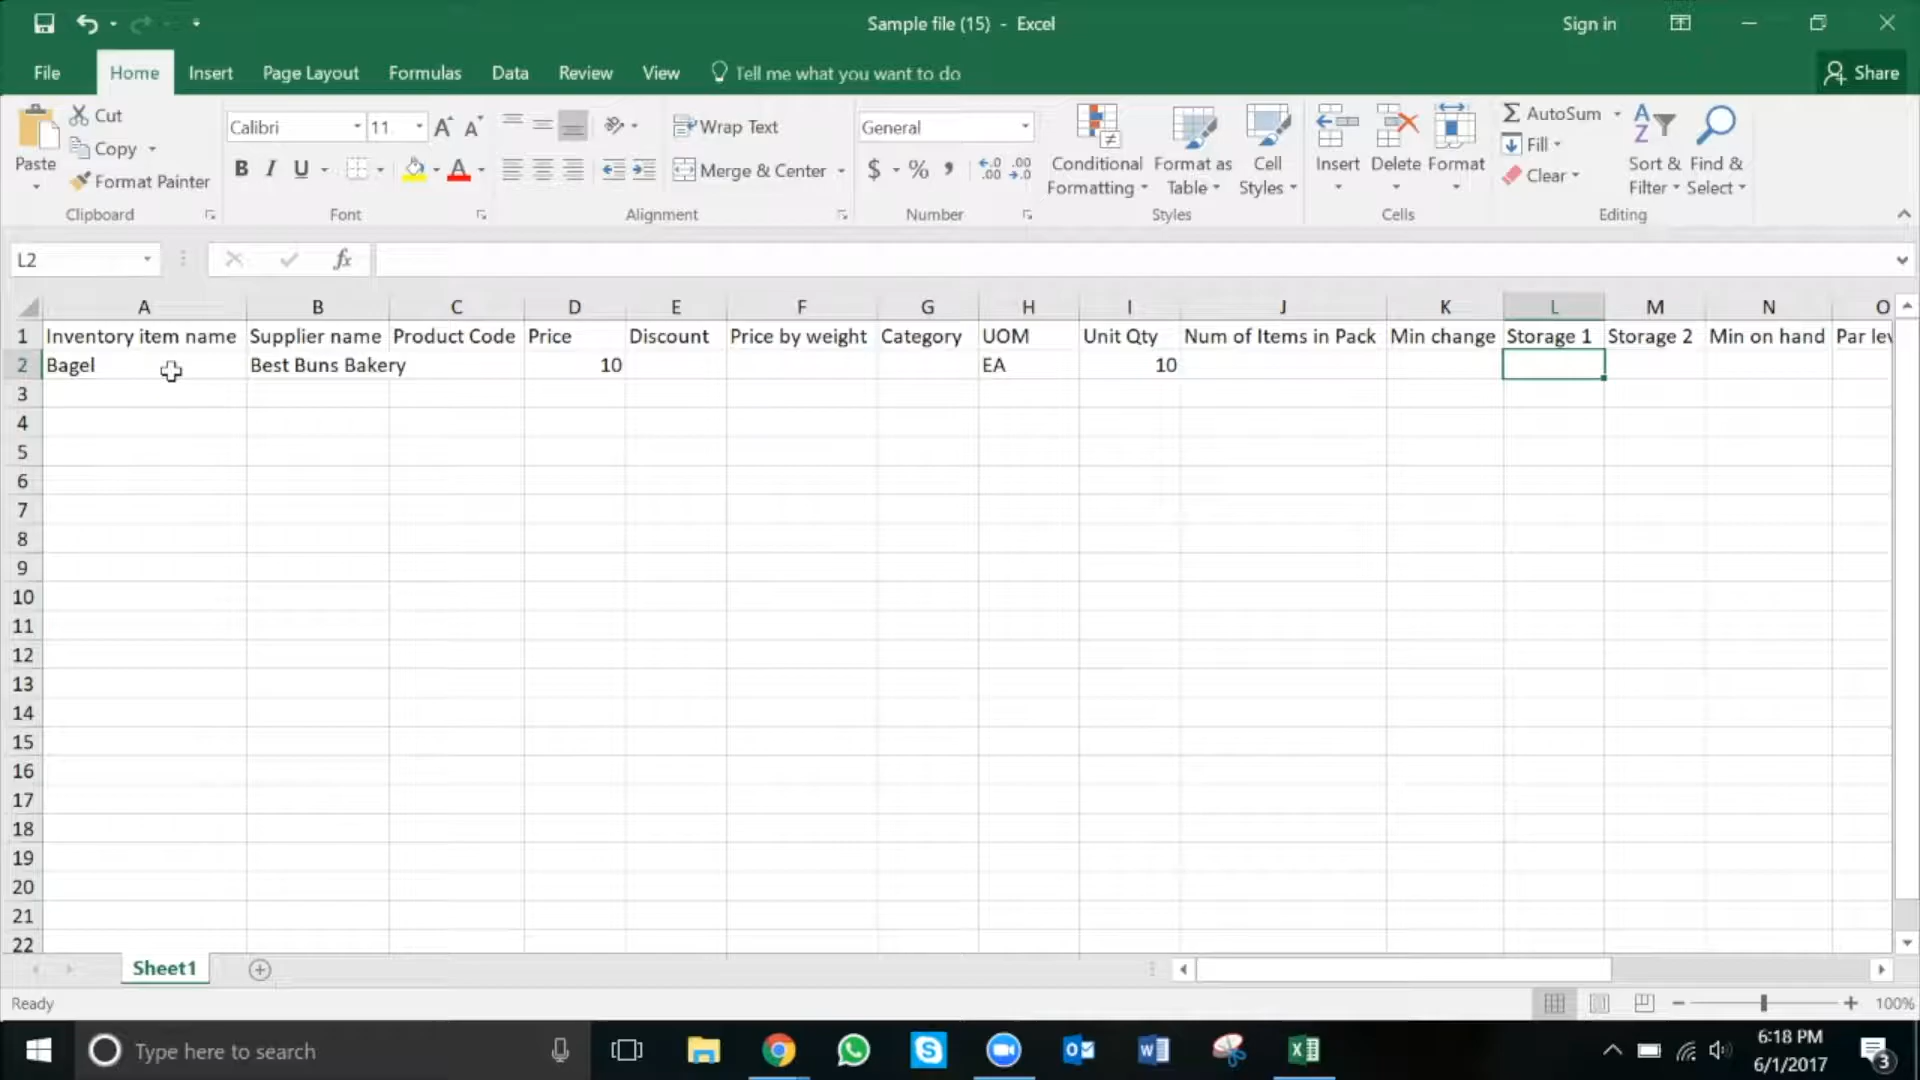 Sample file (15) - Excel
Sign in
File Home Insert Page Layout Formulas Data Review View Tell me what you want to do Share
Paste
Cut
Copy
Format Painter
Clipboard
Calibri 11
B I U
Font
Wrap Text
Merge & Center
Alignment
General
$ % ,
Number
Conditional Formatting
Format as Table
Cell Styles
Styles
Insert Delete Format
Cells
AutoSum
Fill
Clear
Sort & Filter
Find & Select
Editing
L2 fx
A B C D E F G H I J K L M N O
1 Inventory item name Supplier name Product Code Price Discount Price by weight Category UOM Unit Qty Num of Items in Pack Min change Storage 1 Storage 2 Min on hand Par lev
2 Bagel Best Buns Bakery 10 EA 10
3
4
5
6
7
8
9
10
11
12
13
14
15
16
17
18
19
20
21
22
Sheet1
Ready 100%
Type here to search
6:18 PM
6/1/2017
3